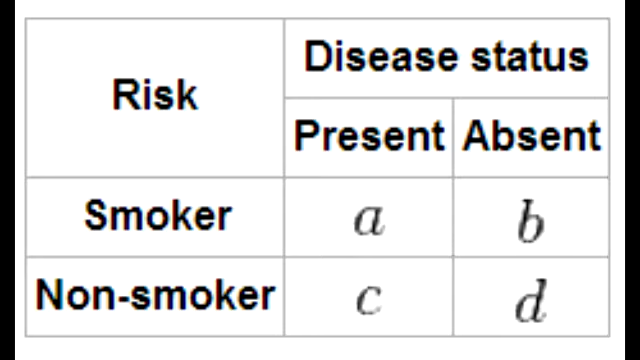 Risk
Disease status
Present Absent
Smoker a b
Non-smoker c d